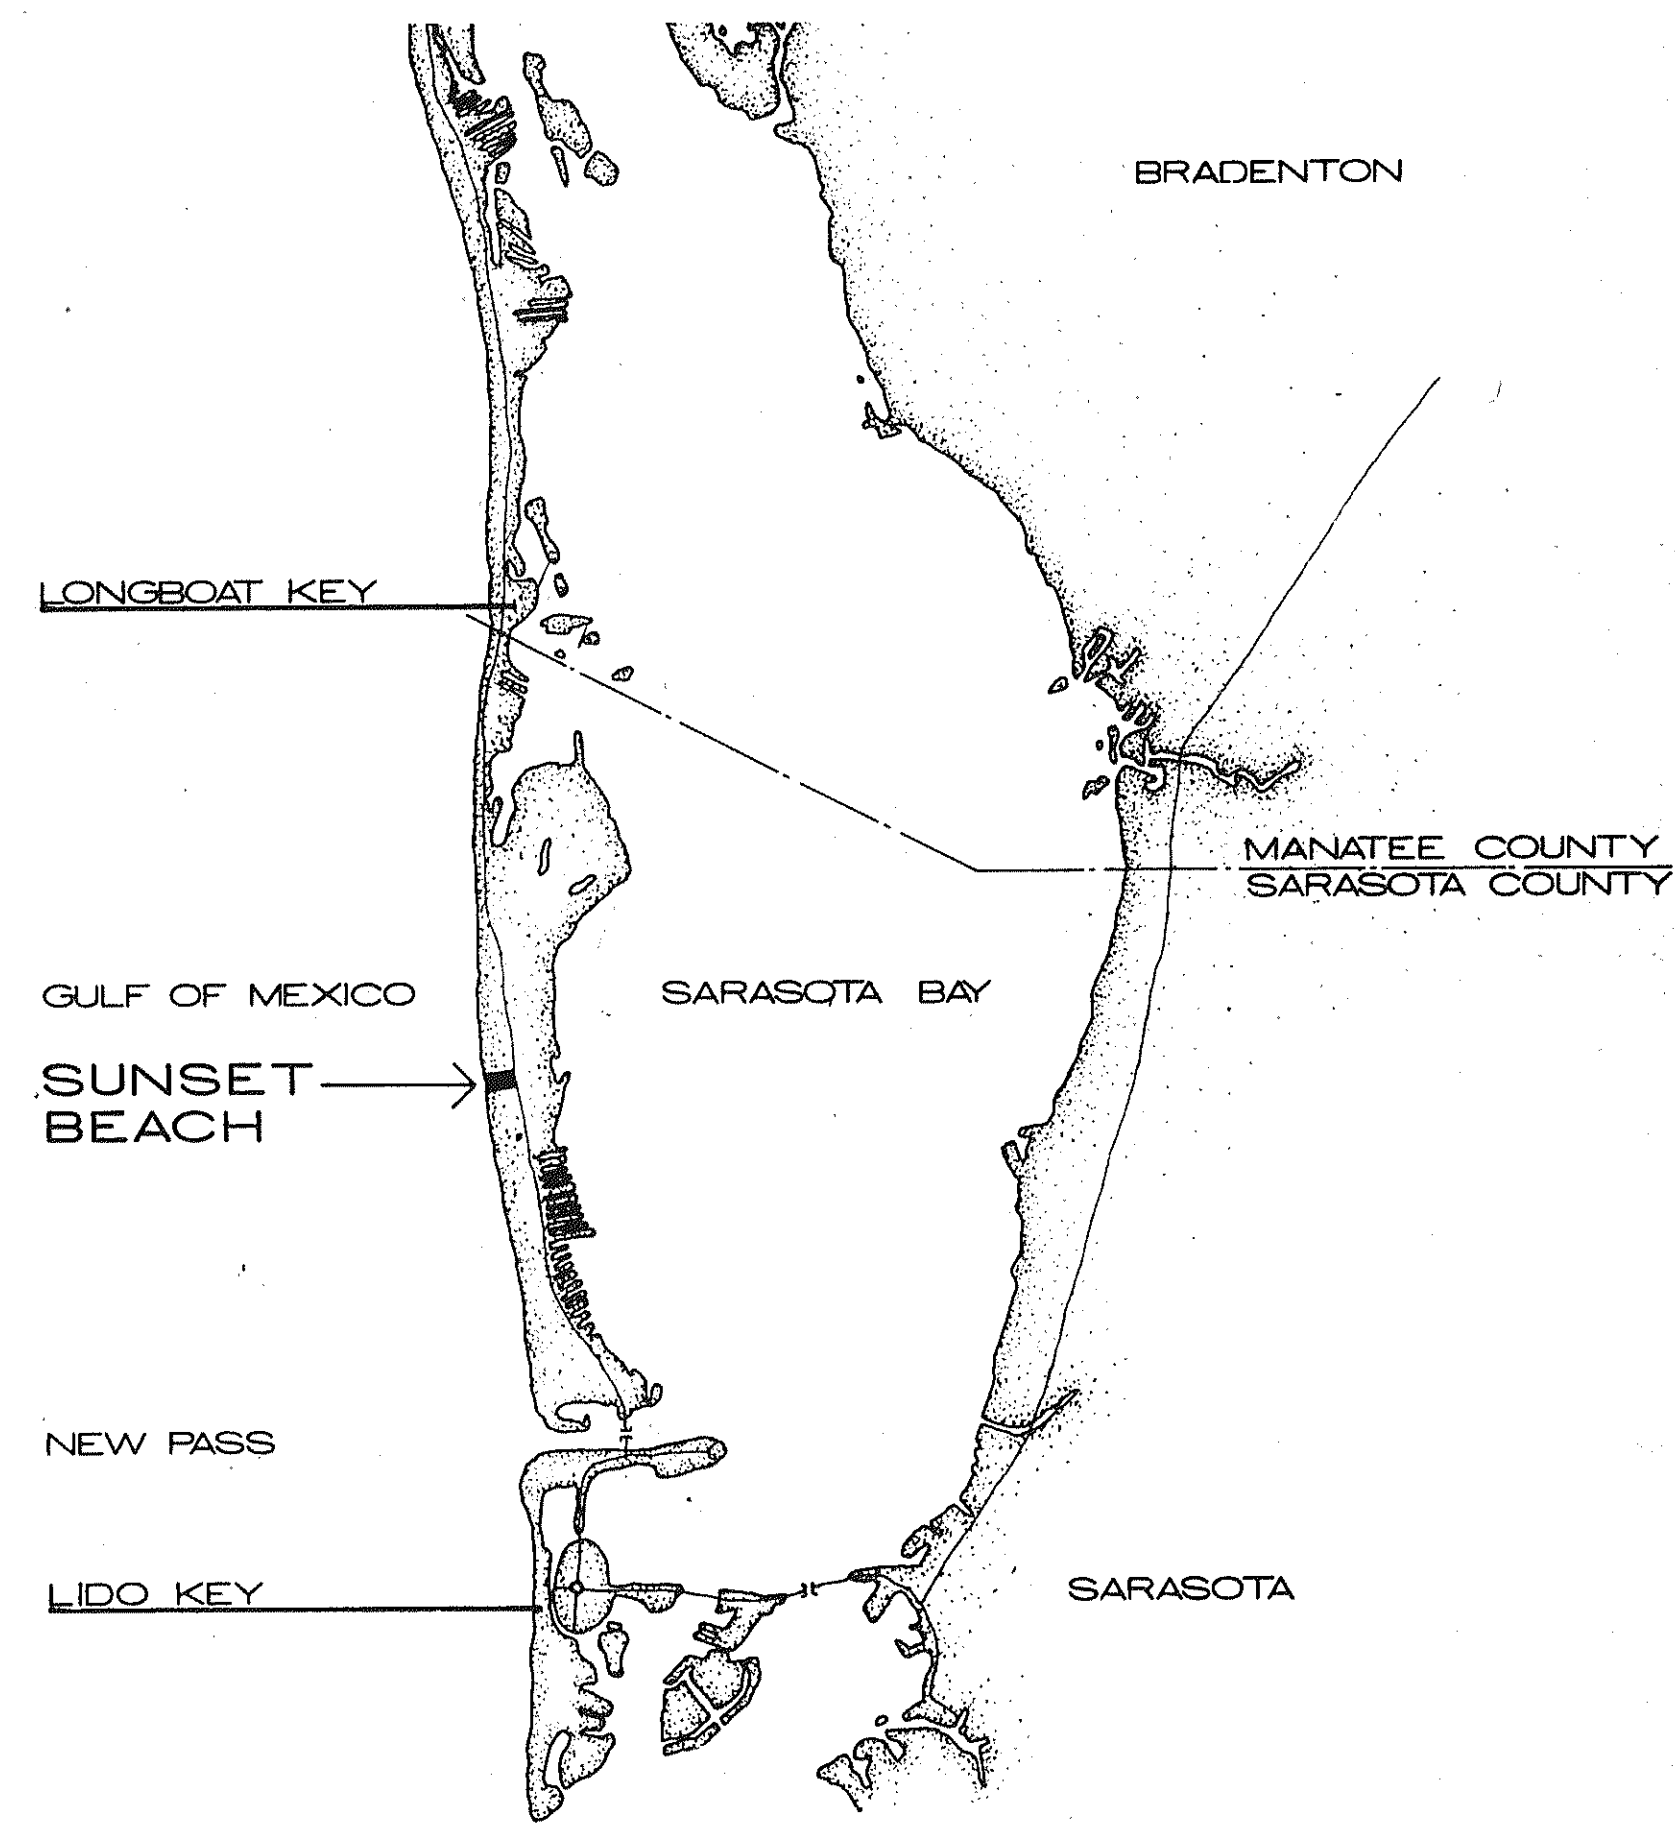 BRADENTON
LONGBOAT KEY
MANATEE COUNTY
SARASOTA COUNTY
GULF OF MEXICO
SARASOTA BAY
SUNSET
BEACH
NEW PASS
LIDO KEY
SARASOTA